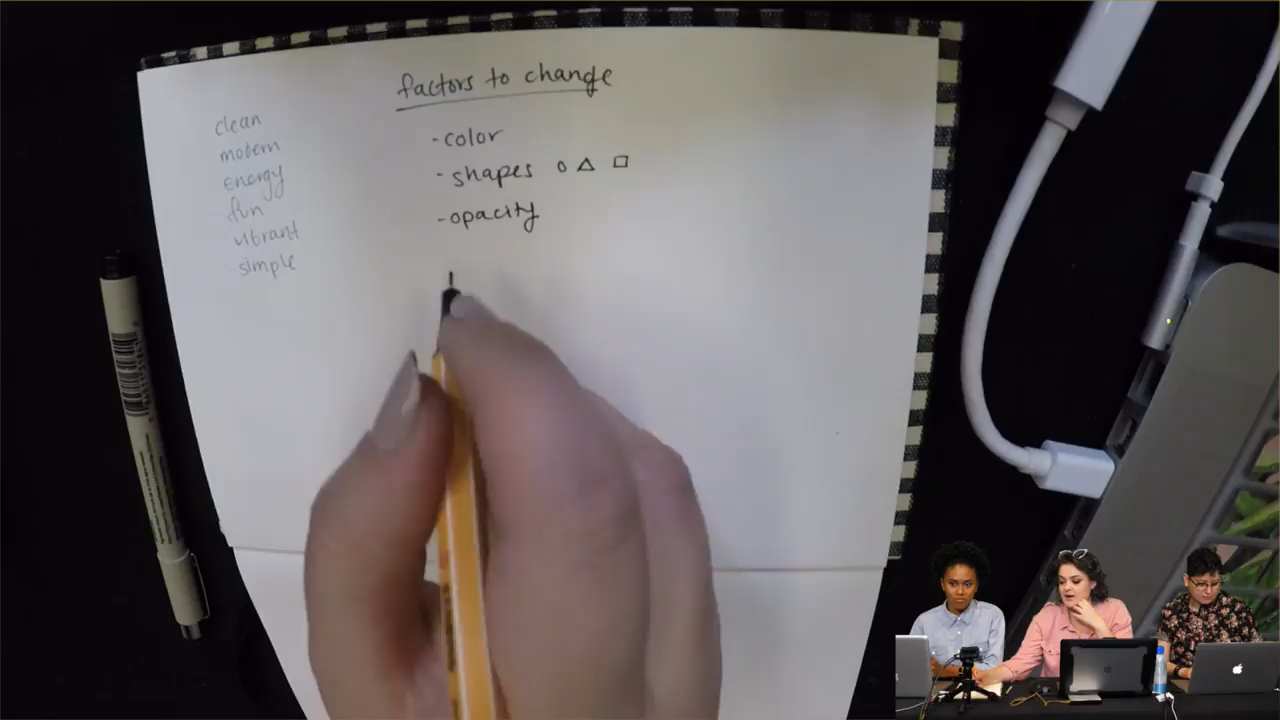 factors to change
clean
modern
energy
fun
vibrant
simple
-color
-shapes
-opacity